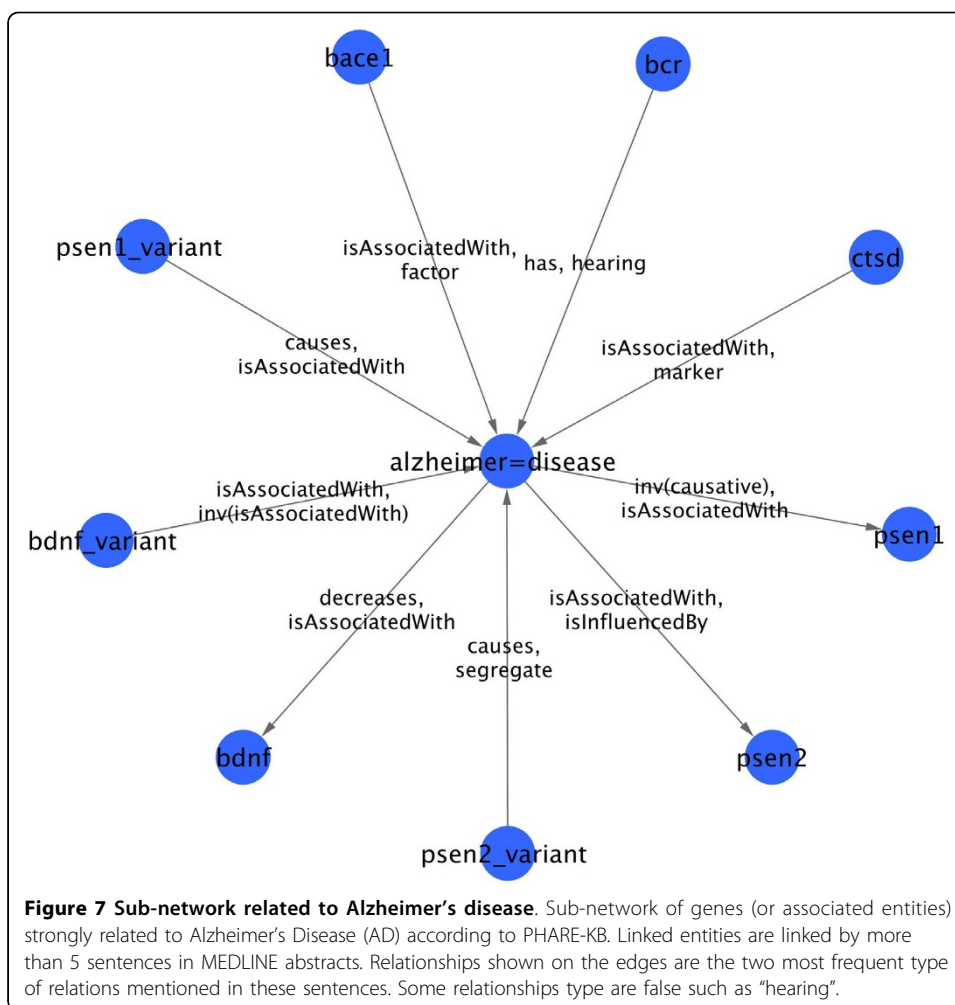 bace1
bcr
psen1_variant
ctsd
isAssociatedWith,
factor
has, hearing
causes,
isAssociatedWith
isAssociatedWith,
marker
alzheimer=disease
isAssociatedWith,
inv(isAssociatedWith)
inv(causative),
isAssociatedWith
bdnf_variant
psen1
decreases,
isAssociatedWith
isAssociatedWith,
isInfluencedBy
causes,
segregate
bdnf
psen2
psen2_variant
Figure 7 Sub-network related to Alzheimer's disease. Sub-network of genes (or associated entities)
strongly related to Alzheimer's Disease (AD) according to PHARE-KB. Linked entities are linked by more
than 5 sentences in MEDLINE abstracts. Relationships shown on the edges are the two most frequent type
of relations mentioned in these sentences. Some relationships type are false such as “hearing”.